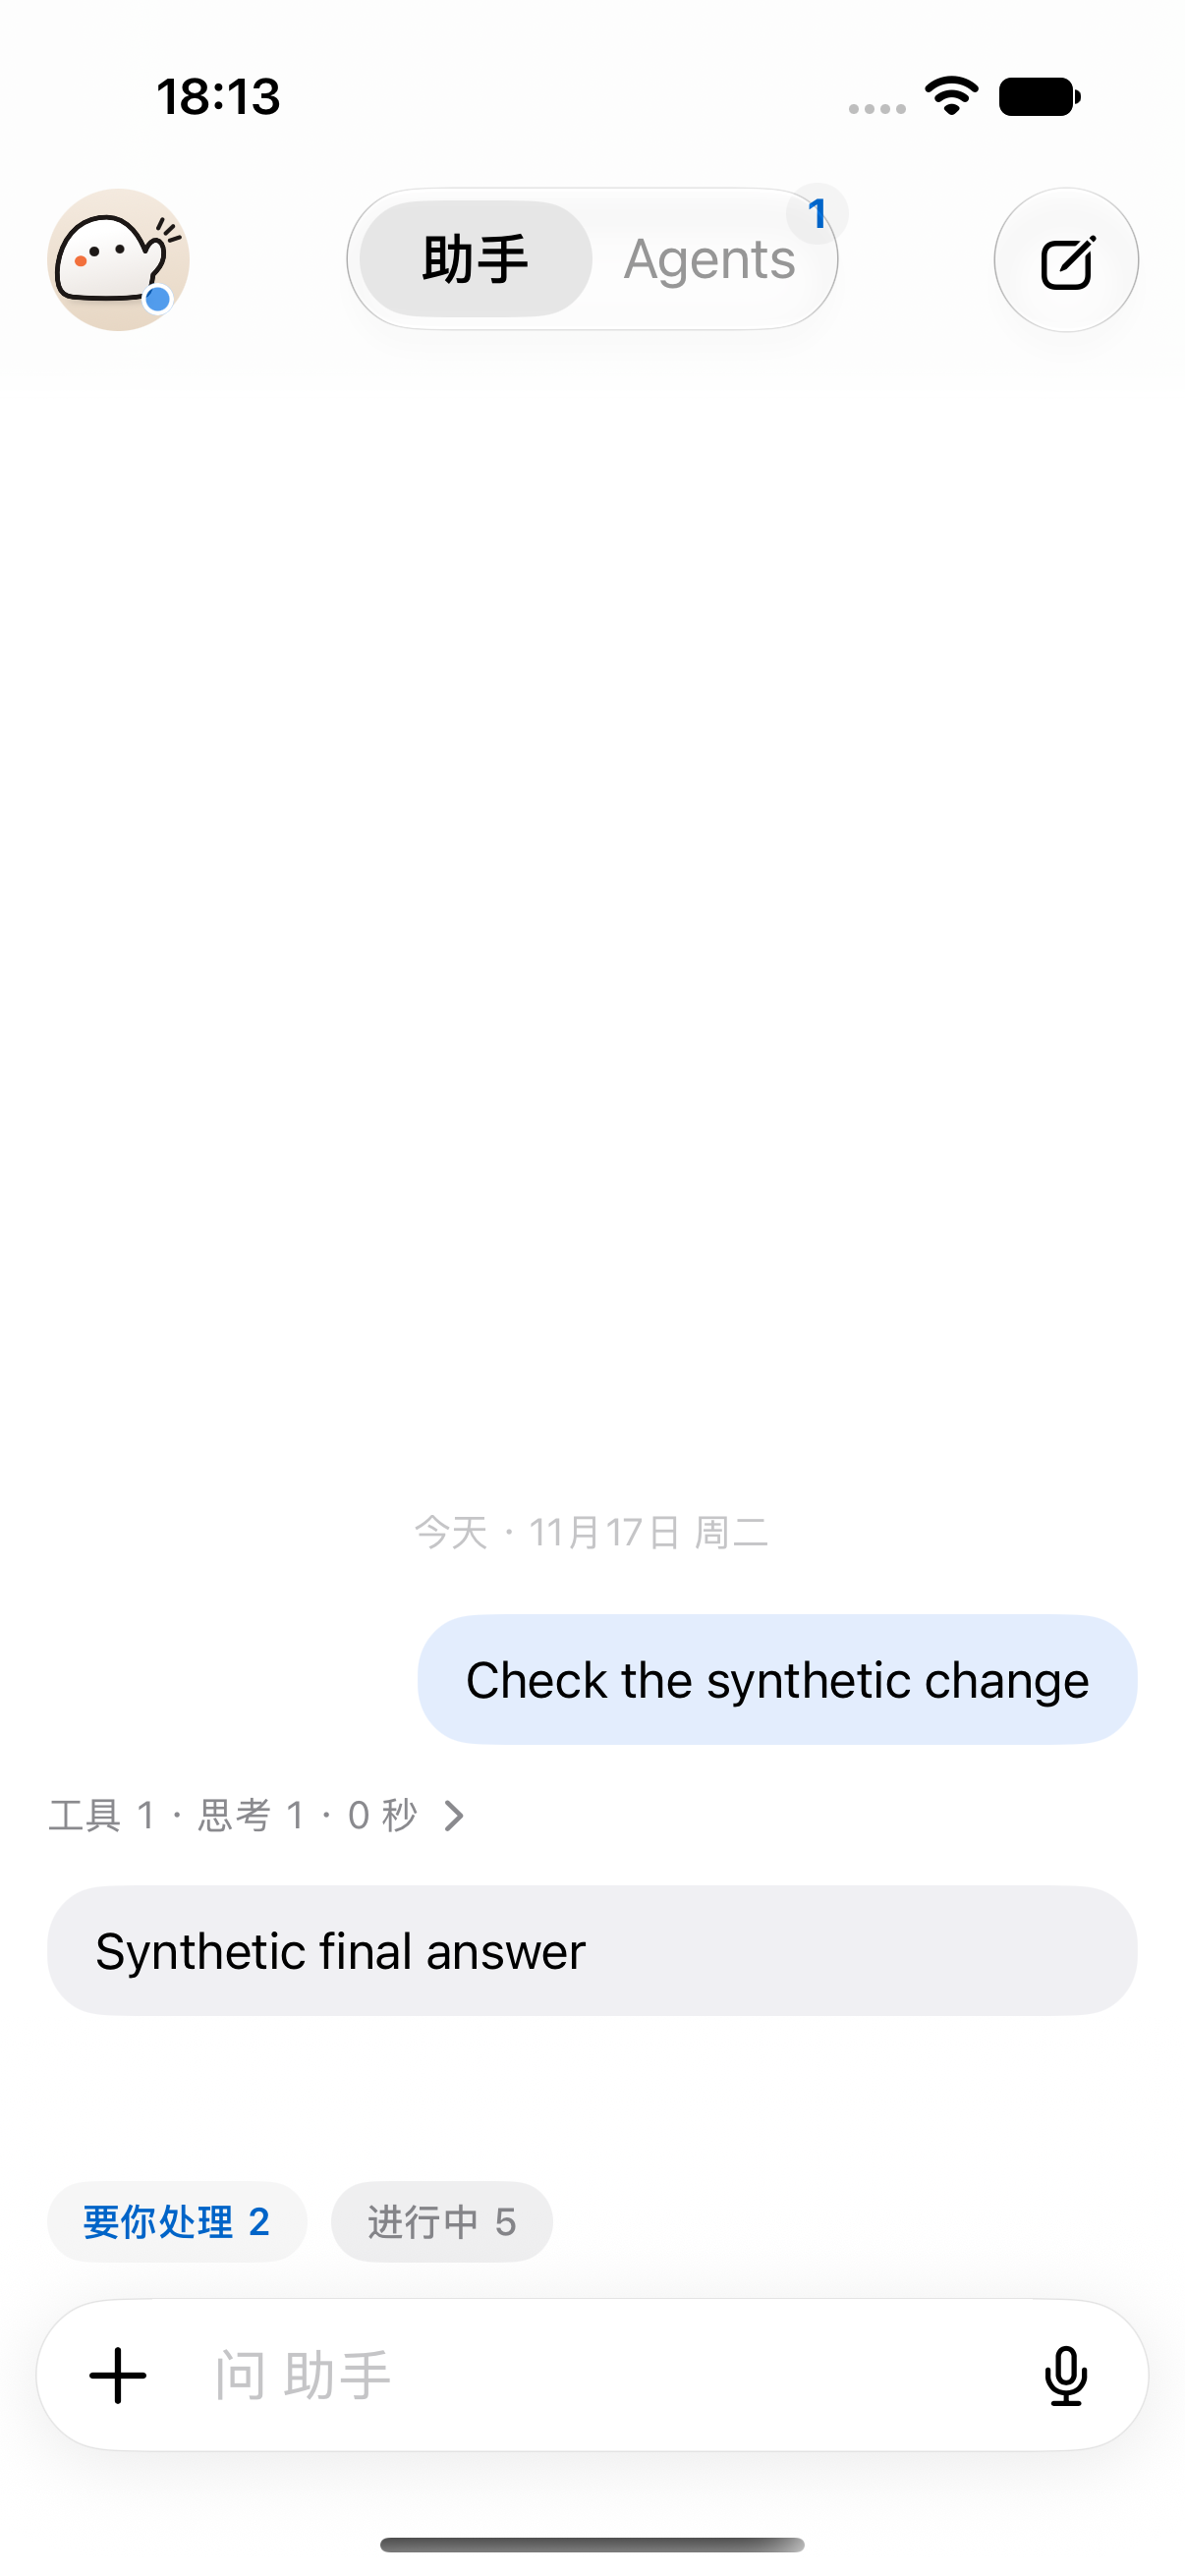 18:13
助手
Agents
1
今天 · 11月17日 周二
Check the synthetic change
工具 1 · 思考 1 · 0 秒
Synthetic final answer
要你处理 2
进行中 5
问 助手